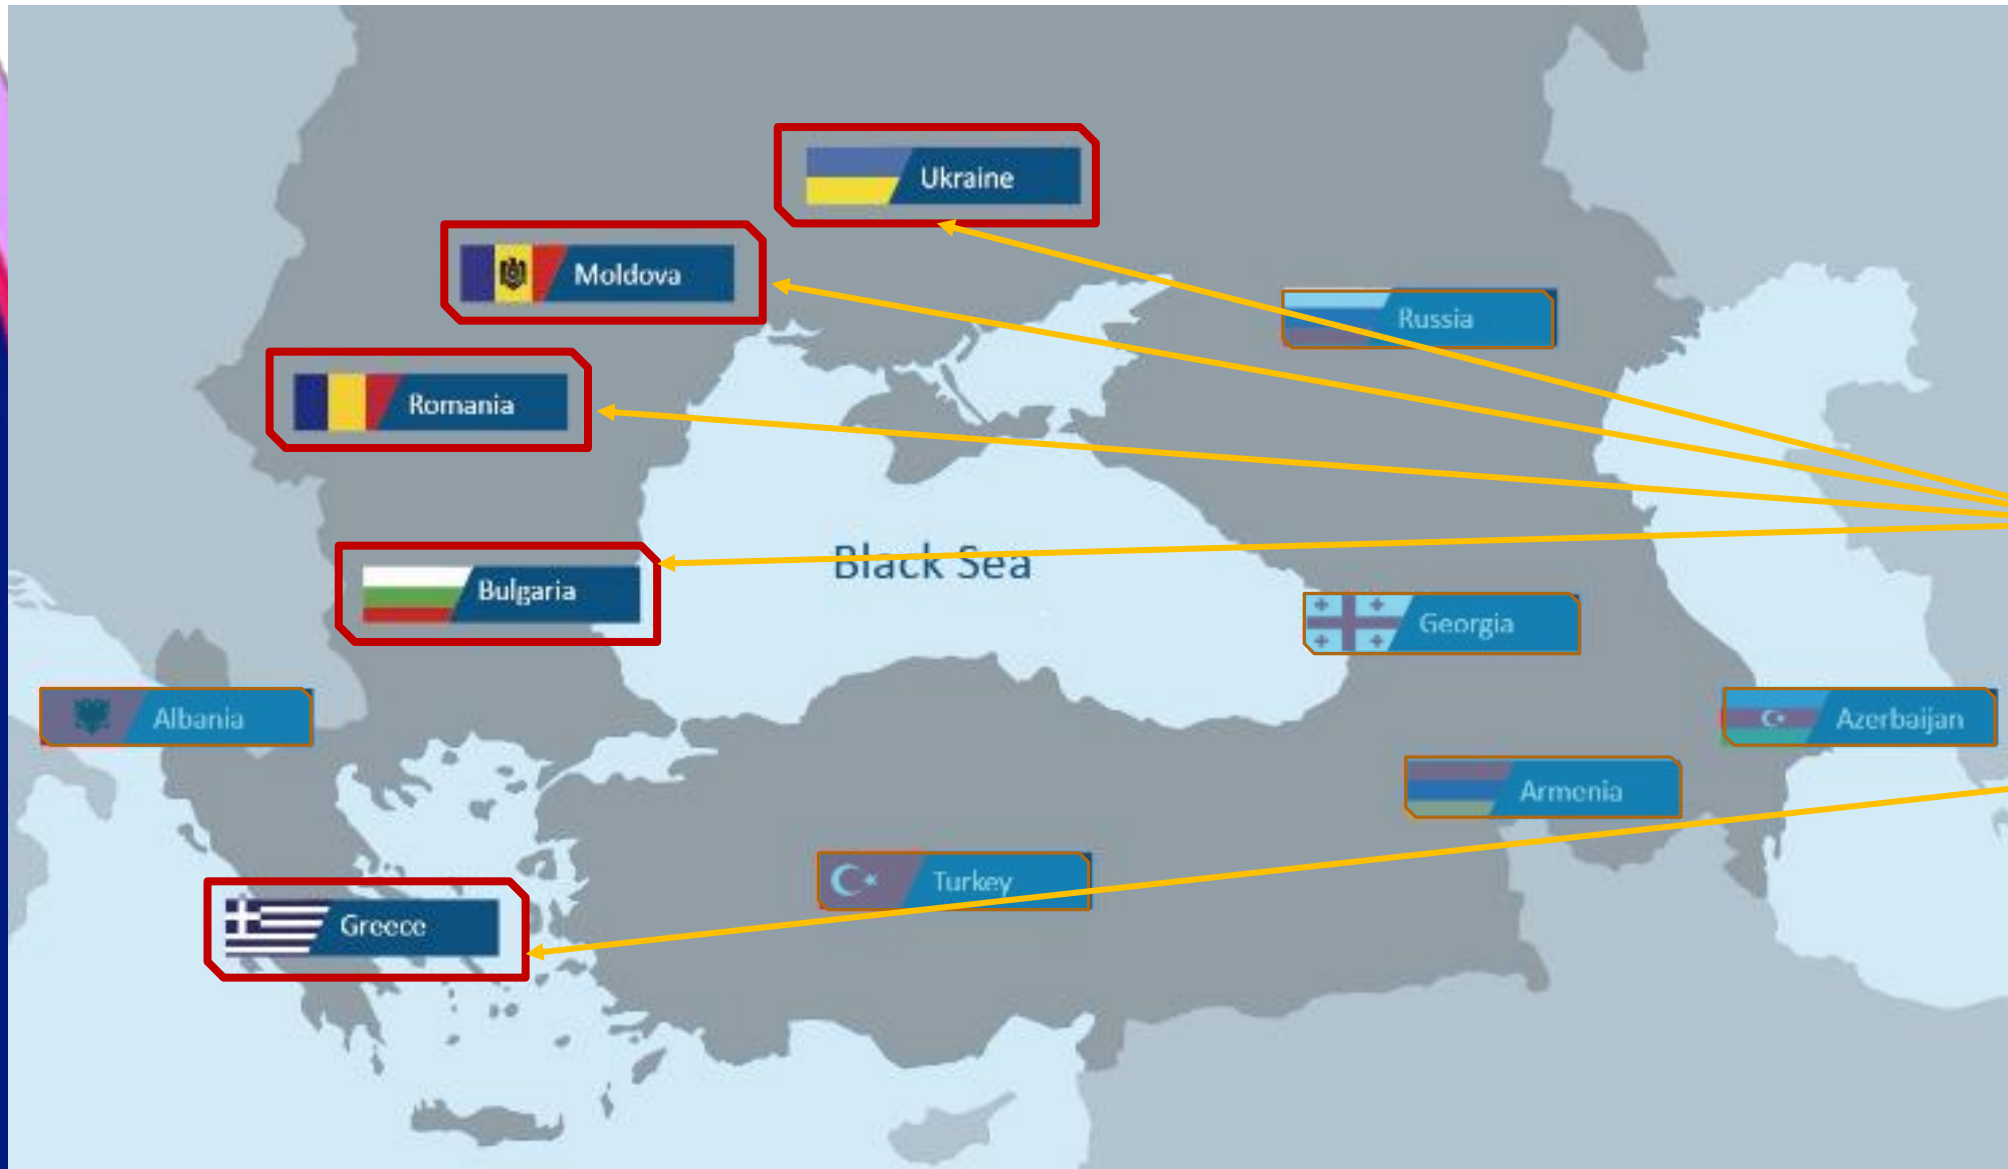 Ukraine
Moldova
Russia
Romania
Black Sea
Bulgaria
Georgia
Albania
Azerbaijan
Armenia
Turkey
Greece